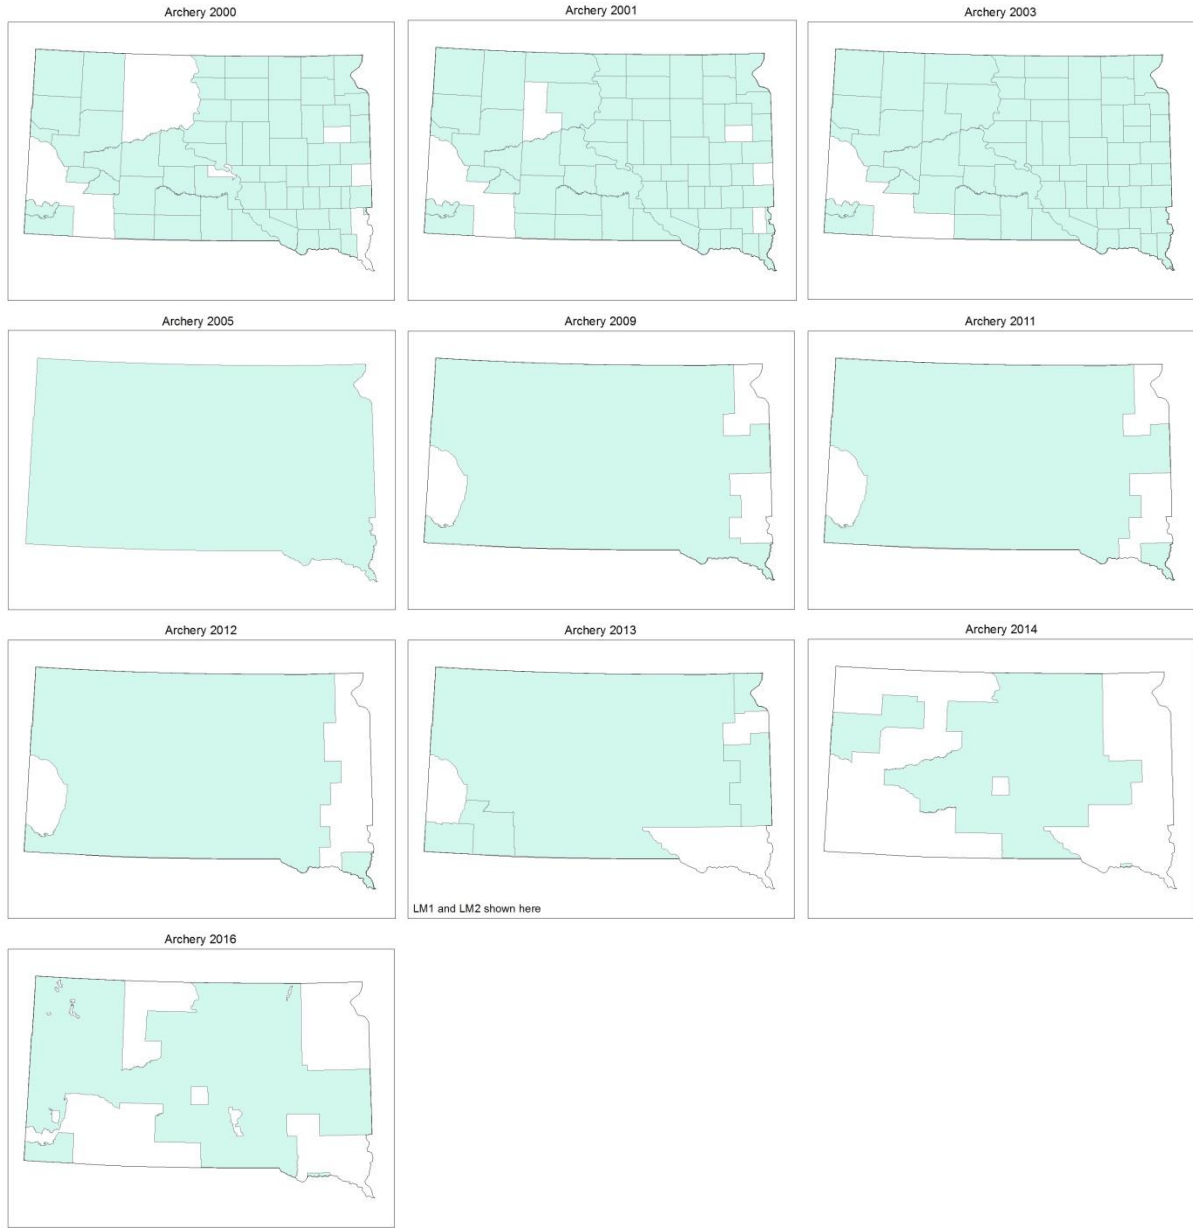 Archery 2000
Archery 2001
Archery 2003
Archery 2005
Archery 2009
Archery 2011
Archery 2012
Archery 2013
Archery 2014
LM1 and LM2 shown here
Archery 2016